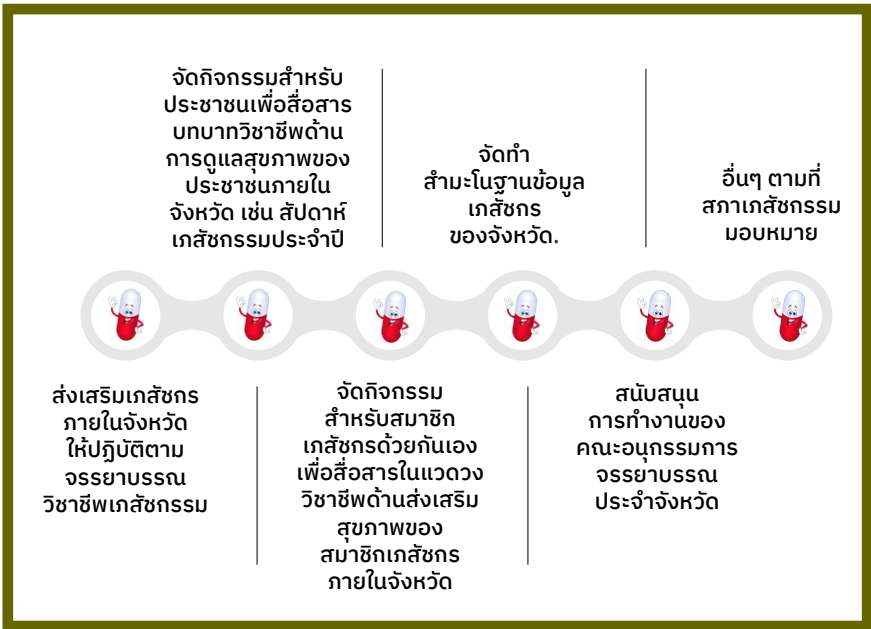 จัดกิจกรรมสำหรับ
ประชาชนเพื่อสื่อสาร
บทบาทวิชาชีพด้าน
การดูแลสุขภาพของ
ประชาชนภายใน
จังหวัด เช่น สัปดาห์
เภสัชกรรมประจำปี
จัดทำ
สำมะโนฐานข้อมูล
เภสัชกร
ของจังหวัด.
อื่นๆ ตามที่
สภาเภสัชกรรม
มอบหมาย
ส่งเสริมเภสัชกร
ภายในจังหวัด
ให้ปฏิบัติตาม
จรรยาบรรณ
วิชาชีพเภสัชกรรม
จัดกิจกรรม
สำหรับสมาชิก
เภสัชกรด้วยกันเอง
เพื่อสื่อสารในแวดวง
วิชาชีพด้านส่งเสริม
สุขภาพของ
สมาชิกเภสัชกร
ภายในจังหวัด
สนับสนุน
การทำงานของ
คณะอนุกรรมการ
จรรยาบรรณ
ประจำจังหวัด